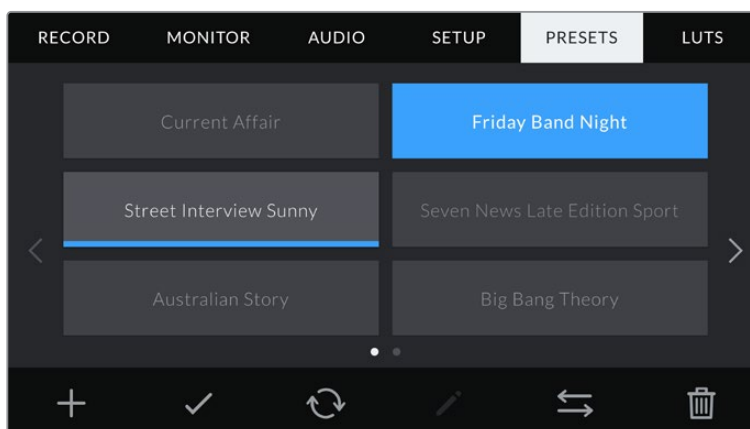 RECORD MONITOR AUDIO SETUP PRESETS LUTS
Current Affair Friday Band Night
Street Interview Sunny Seven News Late Edition Sport
Australian Story Big Bang Theory